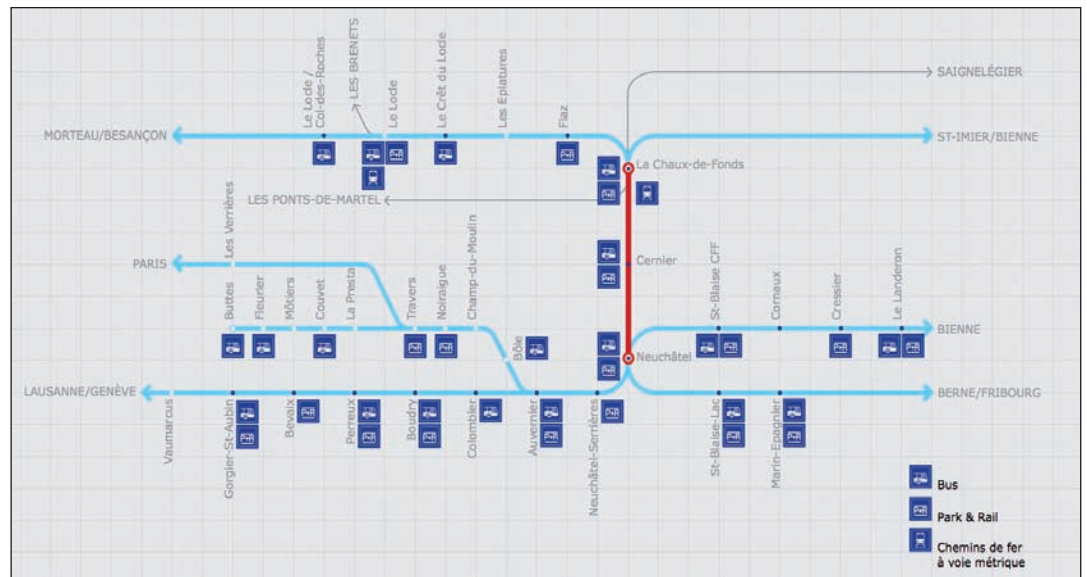 SAIGNELÉGIER
Le Lode /
Col-des-Roches
LES BRENETS
Le Lode
Le Crêt du Lode
Les Eplatures
Fiaz
MORTEAU/BESANÇON
ST-IMIER/BIENNE
La Chaux-de-Fonds
LES PONTS-DE-MARTEL
PARIS
Les Verrières
Cernier
Buttes
Fleurier
Môtiers
Couvet
La Presta
Travers
Noiraigue
Champ-du-Moulin
Bôle
St-Blaise CFF
Cornaux
Cressier
Le Landeron
BIENNE
Neuchâtel
LAUSANNE/GENÈVE
BERNE/FRIBOURG
Vaumarcus
Gorgier-St-Aubin
Bevaix
Perreux
Boudry
Colombier
Auvernier
Neuchâtel-Serrières
St-Blaise-Lac
Marin-Epagnier
Bus
Park & Rail
Chemins de fer
à voie métrique